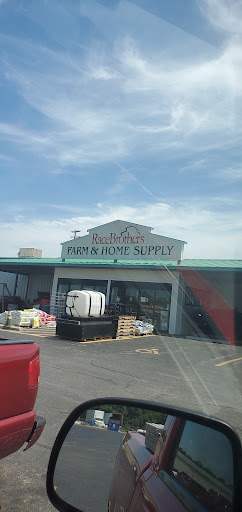 RaceBrothers
FARM & HOME SUPPLY